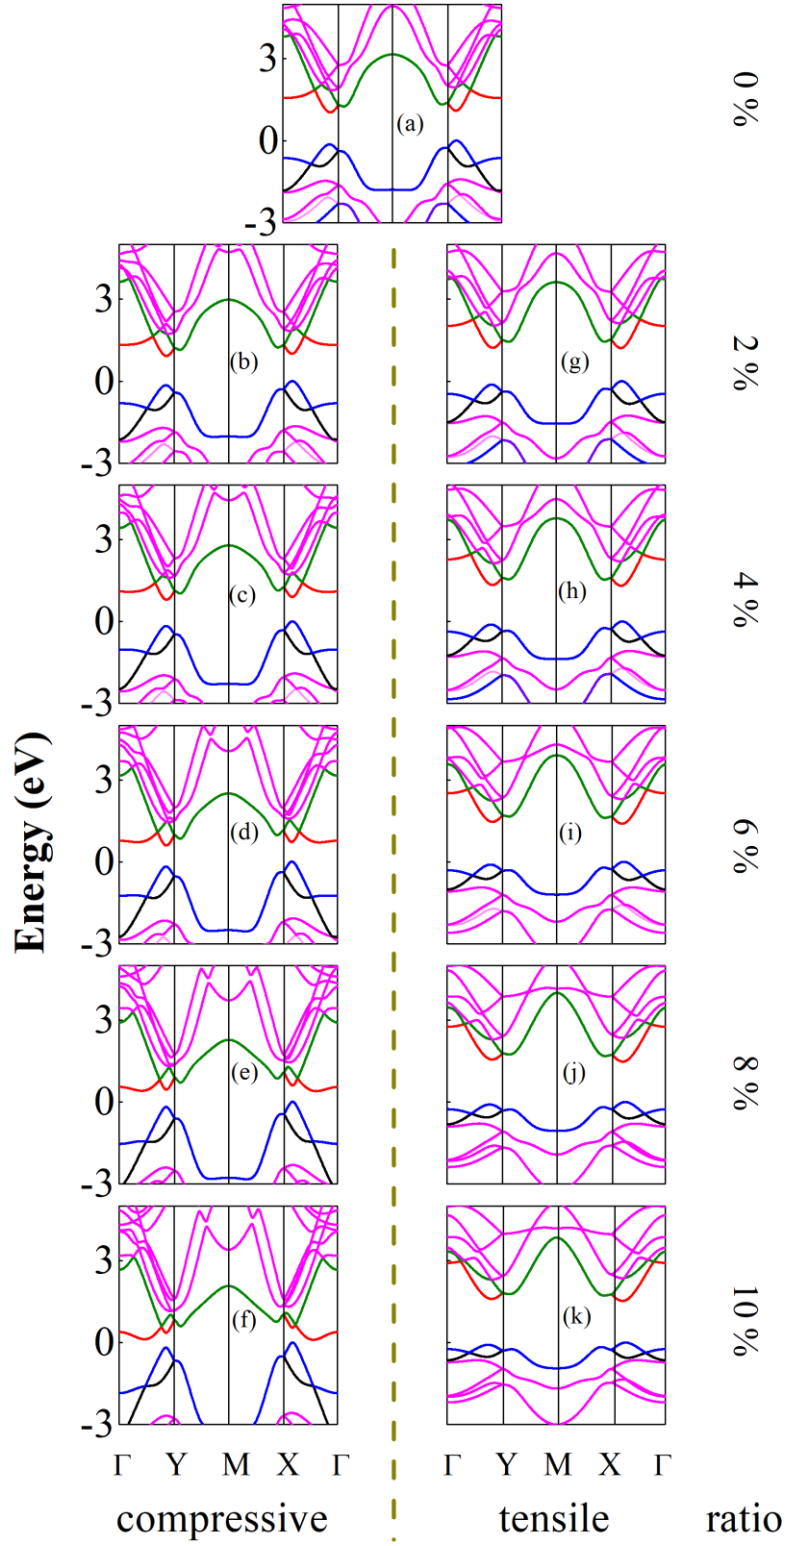 3
0
-3
(a)
0 %
3
0
-3
(b)
(g)
2 %
3
0
-3
(c)
(h)
4 %
Energy (eV)
3
0
-3
(d)
(i)
6 %
3
0
-3
(e)
(j)
8 %
3
0
-3
(f)
(k)
10 %
Γ Y M X Γ Γ Y M X Γ
compressive tensile ratio